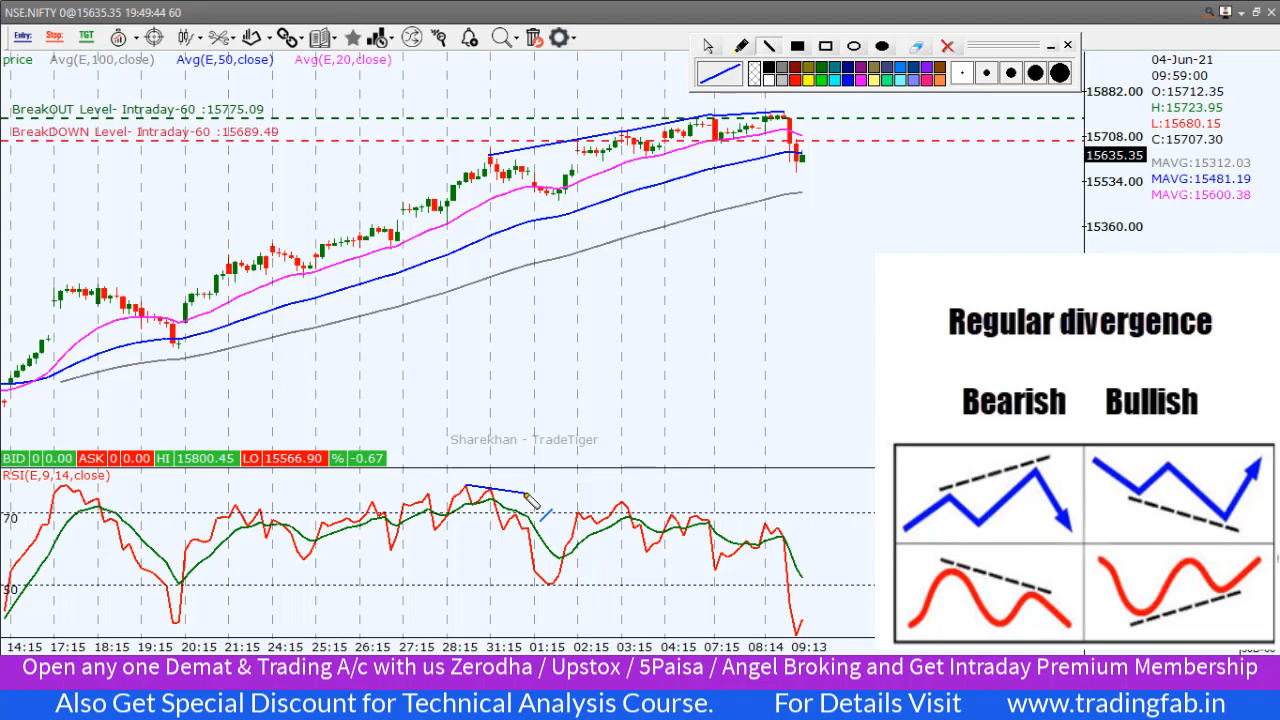 NSE.NIFTY 0@15635.35 19:49:44 60
Entry: Stop: TGT
price Avg(E,100,close) Avg(E,50,close) Avg(E,20,close)
04-Jun-21
09:59:00
O:15712.35
H:15723.95
L:15680.15
C:15707.30
MAVG:15312.03
MAVG:15481.19
MAVG:15600.38
BreakOUT Level- Intraday-60 :15775.09
BreakDOWN Level- Intraday-60 :15689.49
15882.00
15708.00
15635.35
15534.00
15360.00
Regular divergence
Bearish Bullish
Sharekhan - TradeTiger
BID 0 0.00 ASK 0 0.00 HI 15800.45 LO 15566.90 % -0.67
RSI(E,9,14,close)
70
50
14:15 17:15 18:15 19:15 20:15 21:15 24:15 25:15 26:15 27:15 28:15 31:15 01:15 02:15 03:15 04:15 07:15 08:14 09:13
Open any one Demat & Trading A/c with us Zerodha / Upstox / 5Paisa / Angel Broking and Get Intraday Premium Membership
Also Get Special Discount for Technical Analysis Course. For Details Visit www.tradingfab.in